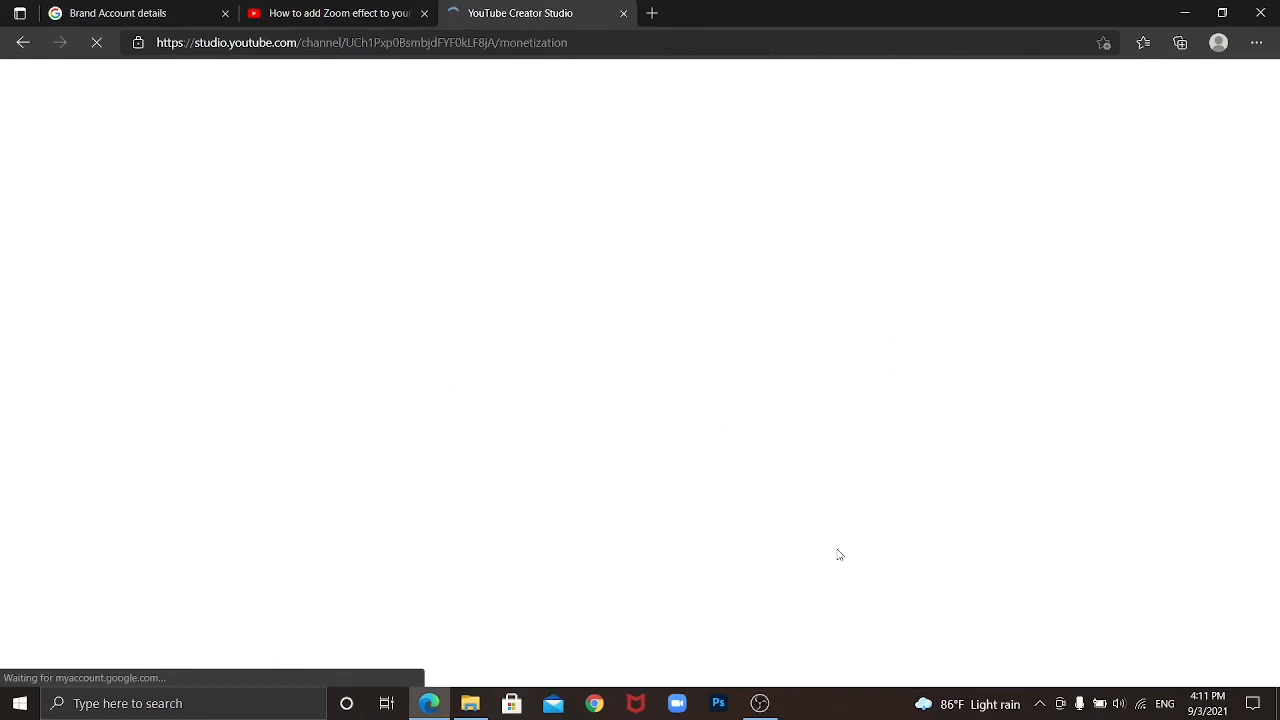 Brand Account details
How to add Zoom effect to your
YouTube Creator Studio
https://studio.youtube.com/channel/UCh1Pxp0BsmbjdFYF0kLF8jA/monetization
Waiting for myaccount.google.com...
Type here to search
Ps
86°F Light rain
ENG
4:11 PM
9/3/2021